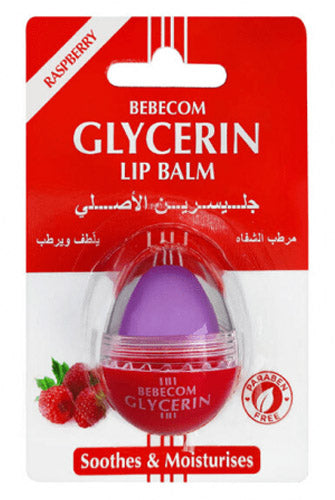 RASPBERRY
BEBECOM
GLYCERIN
LIP BALM
جليسرين الأصلي
مرطب الشفاه يلطف ويرطب
BEBECOM
GLYCERIN
PARABEN
FREE
Soothes & Moisturises